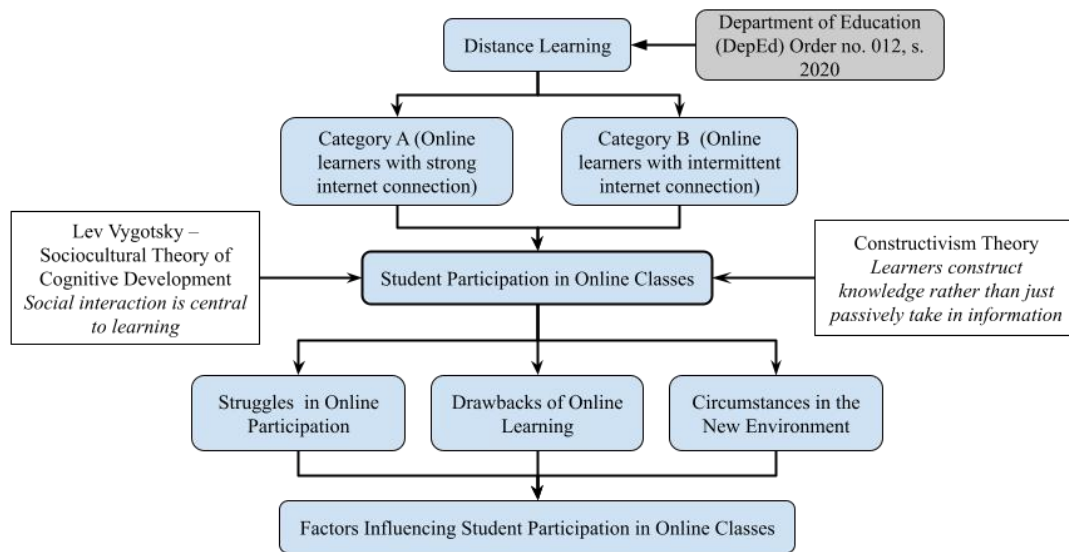 Distance Learning
Department of Education
(DepEd) Order no. 012, s.
2020
Category A (Online
learners with strong
internet connection)
Category B  (Online
learners with intermittent
internet connection)
Lev Vygotsky –
Sociocultural Theory of
Cognitive Development
Social interaction is central
to learning
Student Participation in Online Classes
Constructivism Theory
Learners construct
knowledge rather than just
passively take in information
Struggles  in Online
Participation
Drawbacks of Online
Learning
Circumstances in the
New Environment
Factors Influencing Student Participation in Online Classes